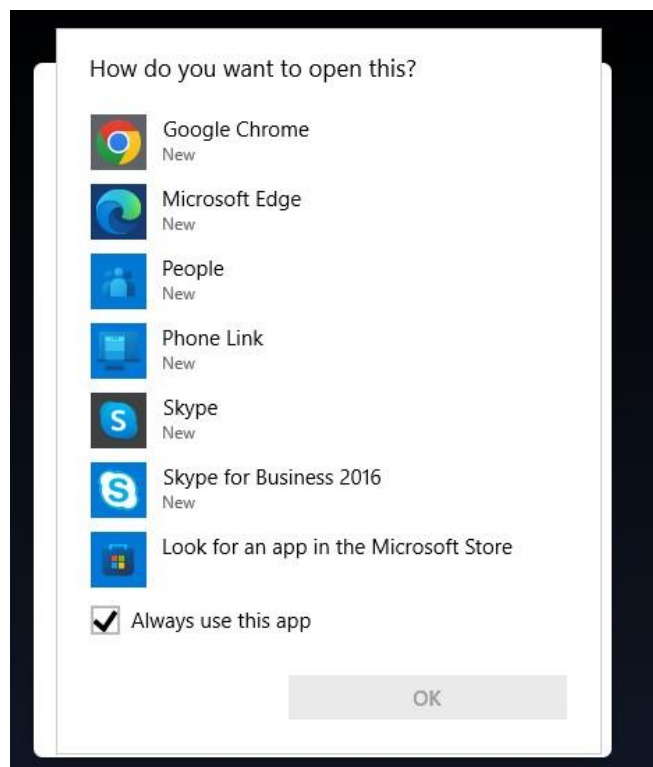 How do you want to open this?
Google Chrome
New
Microsoft Edge
New
People
New
Phone Link
New
Skype
New
Skype for Business 2016
New
Look for an app in the Microsoft Store
Always use this app
OK